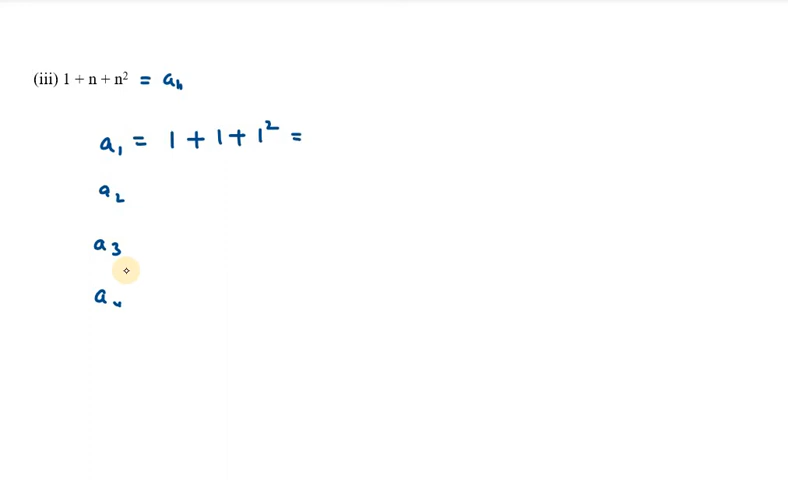 (iii) 1 + n + n² = aₙ
a₁ = 1 + 1 + 1² =
a₂
a₃
a₄